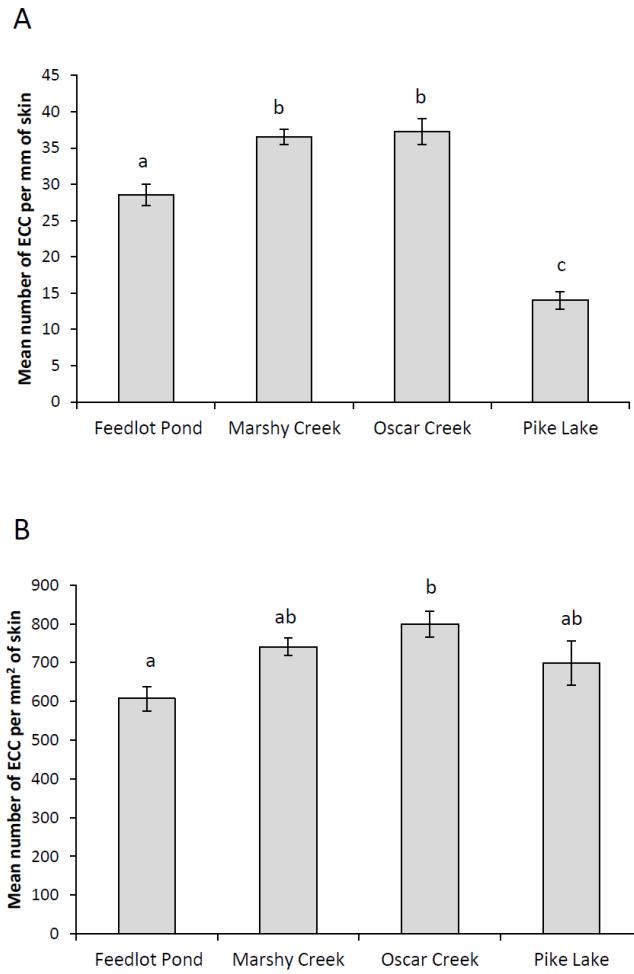 A
Mean number of ECC per mm of skin
45
40
35
30
25
20
15
10
5
0
a
b
b
c
Feedlot Pond Marshy Creek Oscar Creek Pike Lake
B
Mean number of ECC per mm² of skin
900
800
700
600
500
400
300
200
100
0
a
ab
b
ab
Feedlot Pond Marshy Creek Oscar Creek Pike Lake